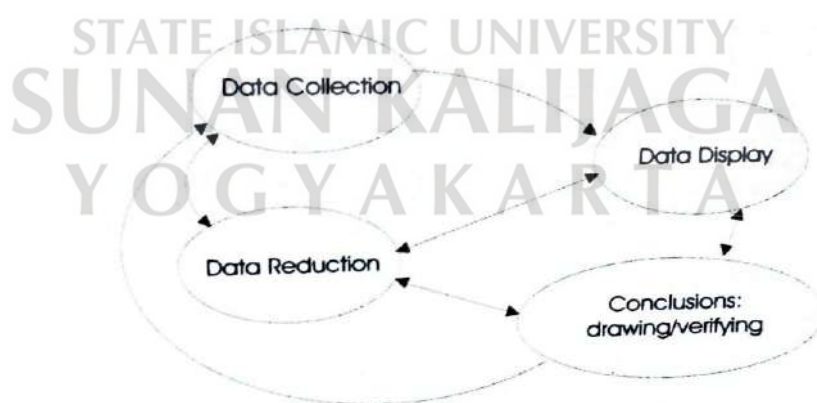 STATE ISLAMIC UNIVERSITY
SUNAN KALIJAGA
YOGYAKARTA
Data Collection
Data Display
Data Reduction
Conclusions:
drawing/verifying